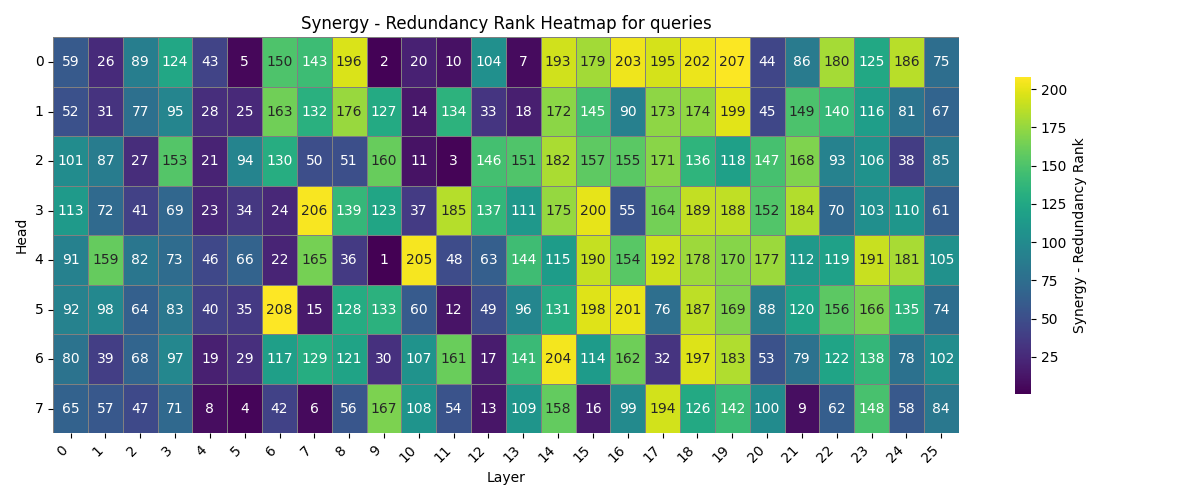 Synergy - Redundancy Rank Heatmap for queries
0 59 26 89 124 43 5 150 143 196 2 20 10 104 7 193 179 203 195 202 207 44 86 180 125 186 75
1 52 31 77 95 28 25 163 132 176 127 14 134 33 18 172 145 90 173 174 199 45 149 140 116 81 67
2 101 87 27 153 21 94 130 50 51 160 11 3 146 151 182 157 155 171 136 118 147 168 93 106 38 85
3 113 72 41 69 23 34 24 206 139 123 37 185 137 111 175 200 55 164 189 188 152 184 70 103 110 61
4 91 159 82 73 46 66 22 165 36 1 205 48 63 144 115 190 154 192 178 170 177 112 119 191 181 105
5 92 98 64 83 40 35 208 15 128 133 60 12 49 96 131 198 201 76 187 169 88 120 156 166 135 74
6 80 39 68 97 19 29 117 129 121 30 107 161 17 141 204 114 162 32 197 183 53 79 122 138 78 102
7 65 57 47 71 8 4 42 6 56 167 108 54 13 109 158 16 99 194 126 142 100 9 62 148 58 84
0 1 2 3 4 5 6 7 8 9 10 11 12 13 14 15 16 17 18 19 20 21 22 23 24 25
Layer
Head
200
175
150
125
100
75
50
25
Synergy - Redundancy Rank